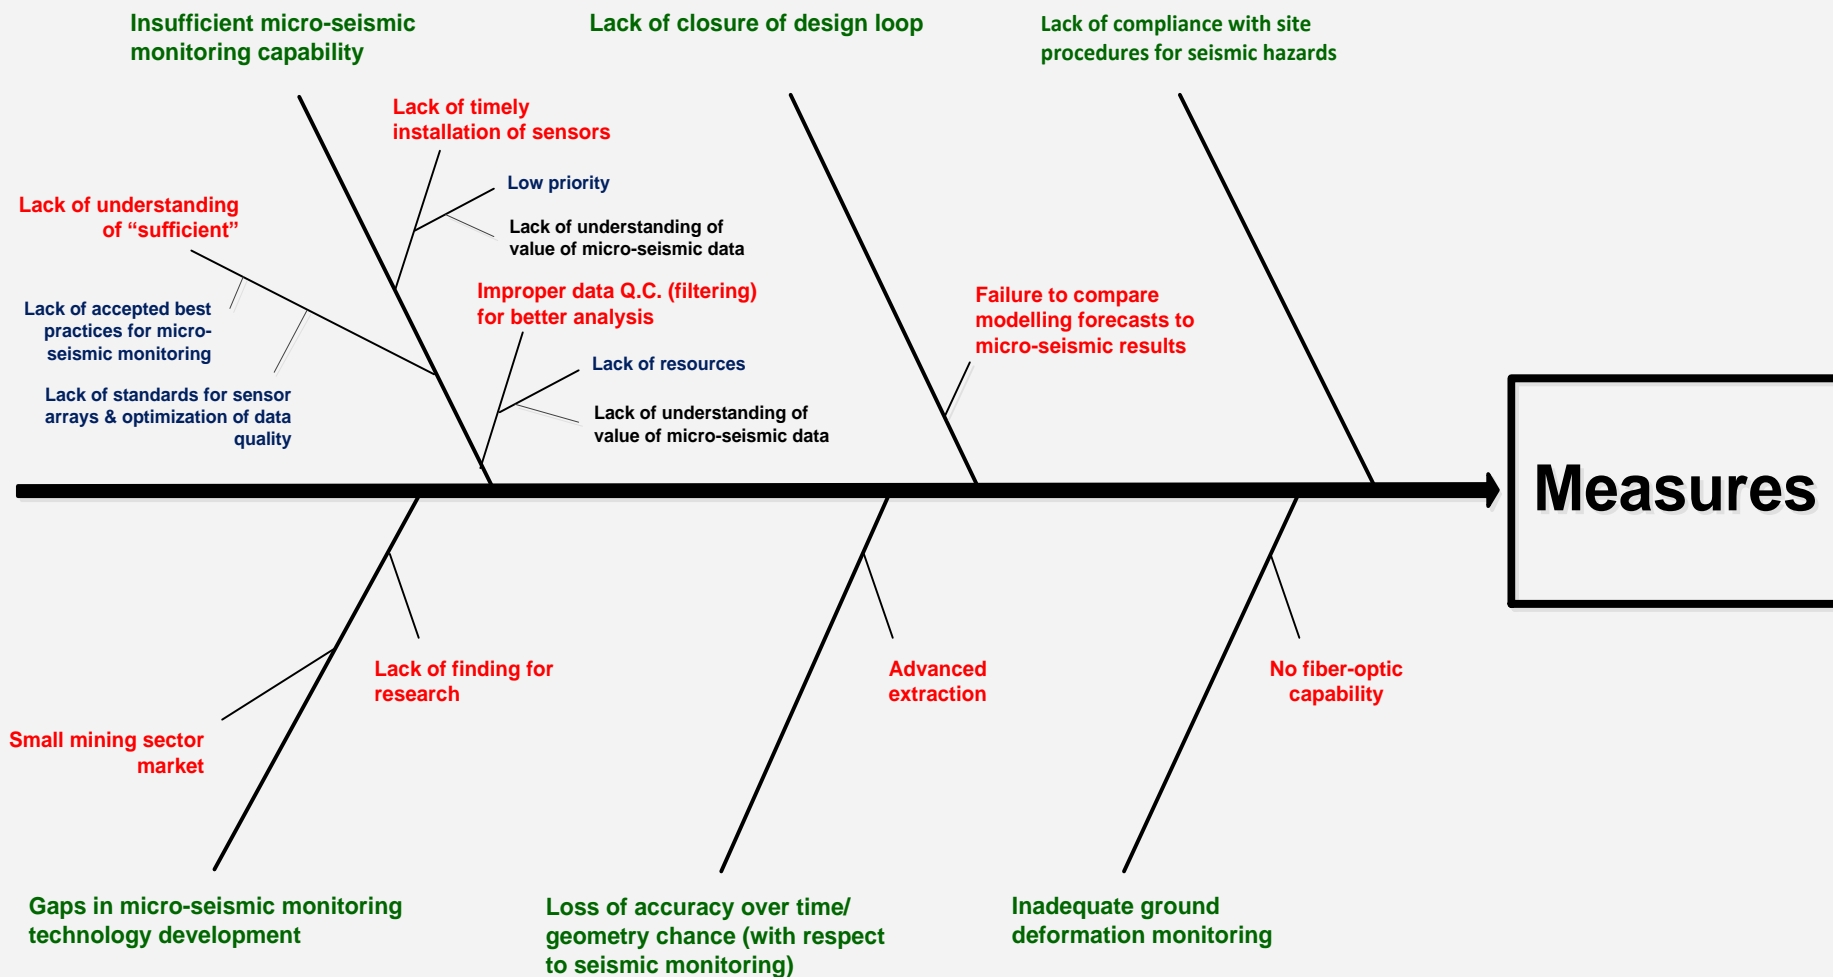 Insufficient micro-seismic
monitoring capability
Lack of closure of design loop
Lack of compliance with site
procedures for seismic hazards
Lack of timely
installation of sensors
Low priority
Lack of understanding of
value of micro-seismic data
Lack of understanding
of “sufficient”
Lack of accepted best
practices for micro-
seismic monitoring
Lack of standards for sensor
arrays & optimization of data
quality
Improper data Q.C. (filtering)
for better analysis
Lack of resources
Lack of understanding of
value of micro-seismic data
Failure to compare
modelling forecasts to
micro-seismic results
Measures
Lack of finding for
research
Small mining sector
market
Advanced
extraction
No fiber-optic
capability
Gaps in micro-seismic monitoring
technology development
Loss of accuracy over time/
geometry chance (with respect
to seismic monitoring)
Inadequate ground
deformation monitoring